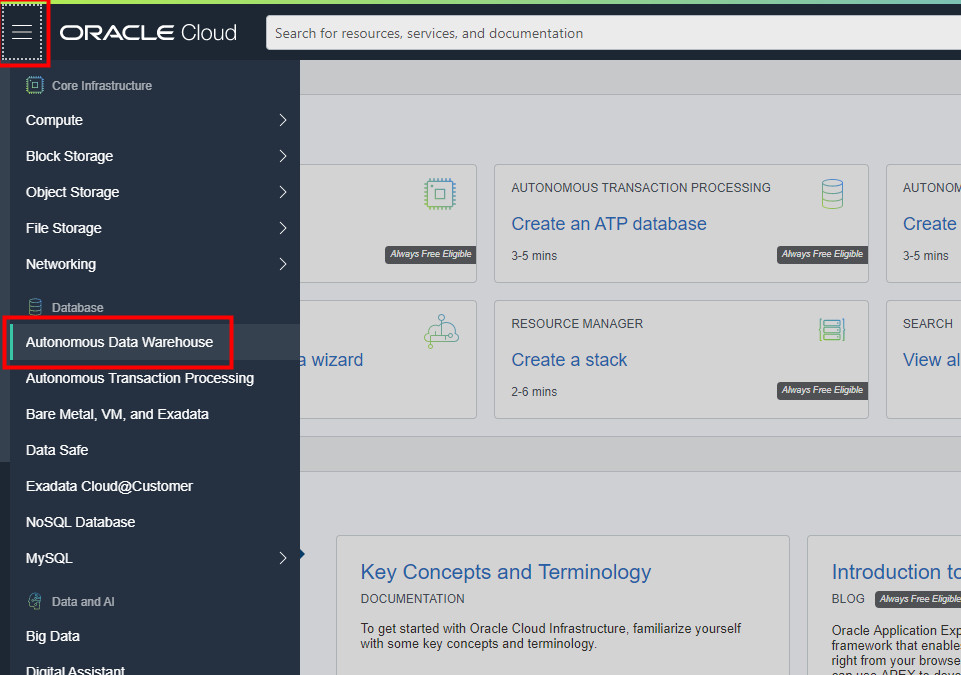 ORACLE Cloud
Search for resources, services, and documentation
Core Infrastructure
Compute
Block Storage
Object Storage
File Storage
Networking
Database
Autonomous Data Warehouse
Autonomous Transaction Processing
Bare Metal, VM, and Exadata
Data Safe
Exadata Cloud@Customer
NoSQL Database
MySQL
Data and AI
Big Data
Digital Assistant
Always Free Eligible
AUTONOMOUS TRANSACTION PROCESSING
Create an ATP database
3-5 mins
Always Free Eligible
AUTONOM
Create
3-5 mins
a wizard
RESOURCE MANAGER
Create a stack
2-6 mins
Always Free Eligible
SEARCH
View al
Key Concepts and Terminology
DOCUMENTATION
To get started with Oracle Cloud Infrastructure, familiarize yourself
with some key concepts and terminology.
Introduction to
BLOG Always Free Eligible
Oracle Application Exp
framework that enable
right from your browse
can use APEX to deve